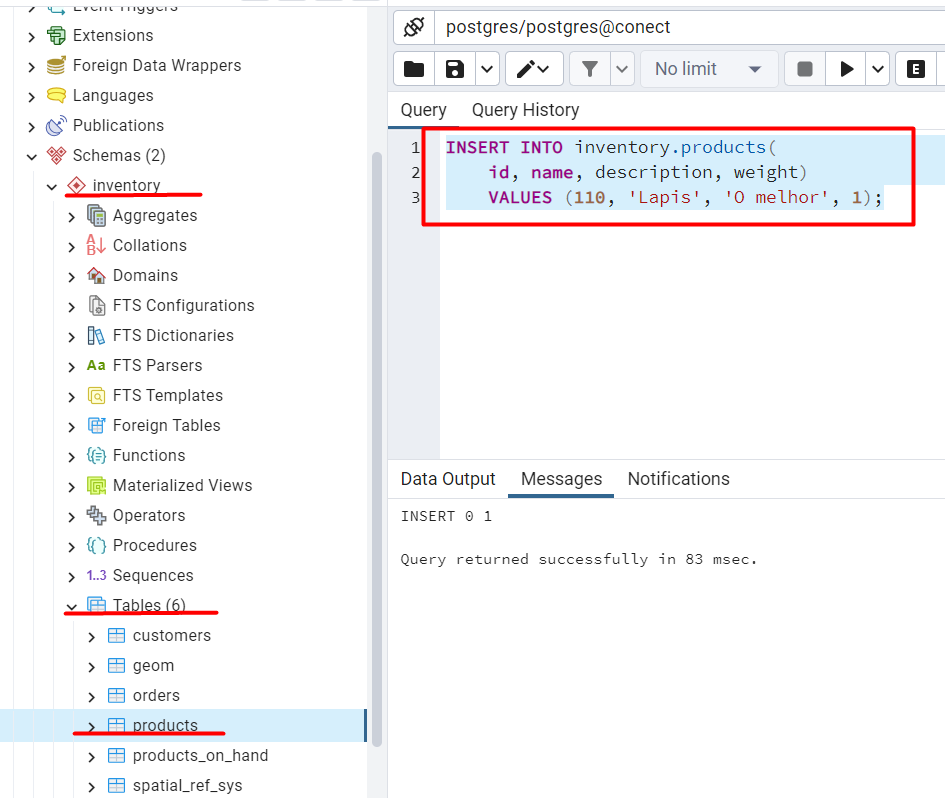 Event Triggers
Extensions
Foreign Data Wrappers
Languages
Publications
Schemas (2)
inventory
Aggregates
Collations
Domains
FTS Configurations
FTS Dictionaries
Aa FTS Parsers
FTS Templates
Foreign Tables
Functions
Materialized Views
Operators
Procedures
1..3 Sequences
Tables (6)
customers
geom
orders
products
products_on_hand
spatial_ref_sys
postgres/postgres@conect
No limit
E
Query Query History
1 INSERT INTO inventory.products(
2 id, name, description, weight)
3 VALUES (110, 'Lapis', 'O melhor', 1);
Data Output Messages Notifications
INSERT 0 1
Query returned successfully in 83 msec.